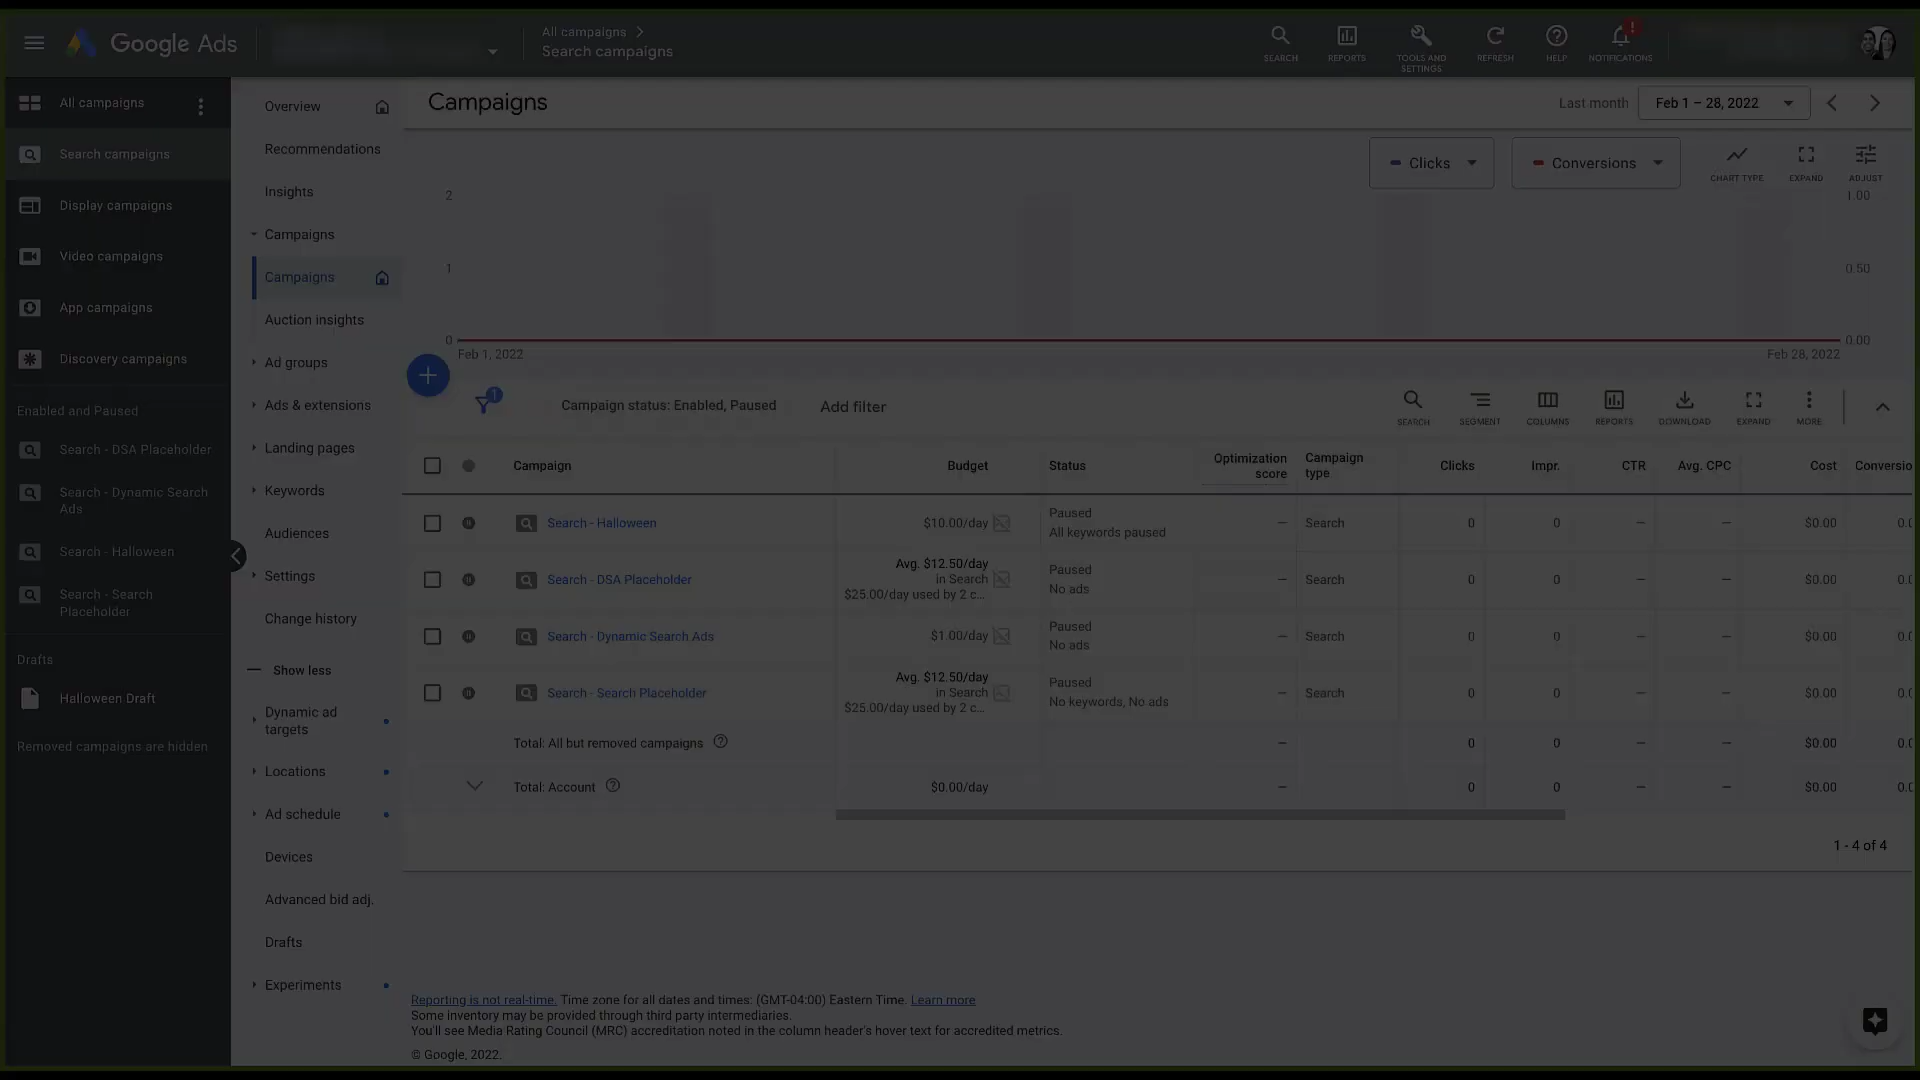 Google Ads
All campaigns
Search campaigns
SEARCH
REPORTS
TOOLS AND
SETTINGS
REFRESH
HELP
!
NOTIFICATIONS
All campaigns
Search campaigns
Display campaigns
Video campaigns
App campaigns
Discovery campaigns
Enabled and Paused
Search - DSA Placeholder
Search - Dynamic Search
Ads
Search - Halloween
Search - Search
Placeholder
Drafts
Halloween Draft
Removed campaigns are hidden
Overview
Recommendations
Insights
Campaigns
Campaigns
Auction insights
Ad groups
Ads & extensions
Landing pages
Keywords
Audiences
Settings
Change history
Show less
Dynamic ad
targets
Locations
Ad schedule
Devices
Advanced bid adj.
Drafts
Experiments
Campaigns
Last month
Feb 1 – 28, 2022
Clicks
Conversions
CHART TYPE
EXPAND
ADJUST
2
1
0
1.00
0.50
0.00
Feb 1, 2022
Feb 28, 2022
1
Campaign status: Enabled, Paused
Add filter
SEARCH
SEGMENT
COLUMNS
REPORTS
DOWNLOAD
EXPAND
MORE
Campaign
Budget
Status
Optimization
score
Campaign
type
Clicks
Impr.
CTR
Avg. CPC
Cost
Conversio
Search - Halloween
$10.00/day
Paused
All keywords paused
—
Search
0
0
—
—
$0.00
0.0
Search - DSA Placeholder
Avg. $12.50/day
in Search
$25.00/day used by 2 c...
Paused
No ads
—
Search
0
0
—
—
$0.00
0.0
Search - Dynamic Search Ads
$1.00/day
Paused
No ads
—
Search
0
0
—
—
$0.00
0.0
Search - Search Placeholder
Avg. $12.50/day
in Search
$25.00/day used by 2 c...
Paused
No keywords, No ads
—
Search
0
0
—
—
$0.00
0.0
Total: All but removed campaigns
—
0
0
—
—
$0.00
0.0
Total: Account
$0.00/day
—
0
0
—
—
$0.00
0.0
1 - 4 of 4
Reporting is not real-time. Time zone for all dates and times: (GMT-04:00) Eastern Time. Learn more
Some inventory may be provided through third party intermediaries.
You'll see Media Rating Council (MRC) accreditation noted in the column header's hover text for accredited metrics.
© Google, 2022.